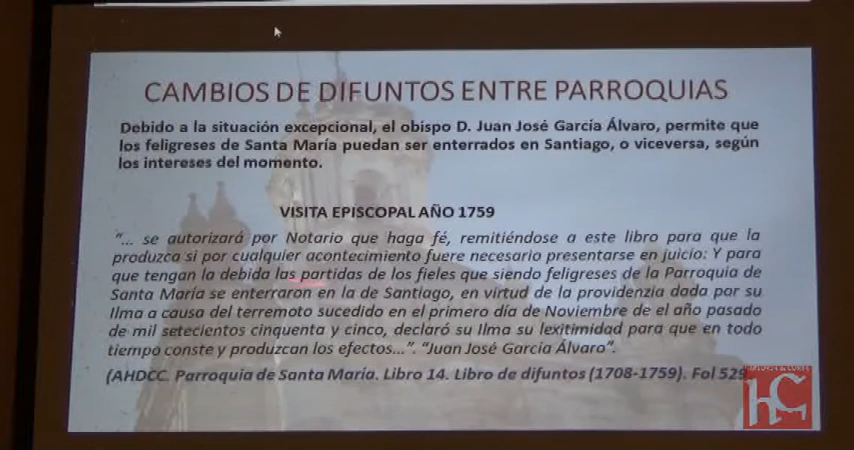 CAMBIOS DE DIFUNTOS ENTRE PARROQUIAS
Debido a la situación excepcional, el obispo D. Juan José García Álvaro, permite que
los feligreses de Santa María puedan ser enterrados en Santiago, o viceversa, según
los intereses del momento.
VISITA EPISCOPAL AÑO 1759
"... se autorizará por Notario que haga fé, remitiéndose a este libro para que la
produzca si por cualquier acontecimiento fuere necesario presentarse en juicio: Y para
que tengan la debida las partidas de los fieles que siendo feligreses de la Parroquia de
Santa María se enterraron en la de Santiago, en virtud de la providenzia dada por su
Ilma a causa del terremoto sucedido en el primero día de Noviembre de el año pasado
de mil setecientos cinquenta y cinco, declaró su Ilma su lexitimidad para que en todo
tiempo conste y produzcan los efectos...". "Juan José García Álvaro".
(AHDCC. Parroquia de Santa María. Libro 14. Libro de difuntos (1708-1759). Fol 529